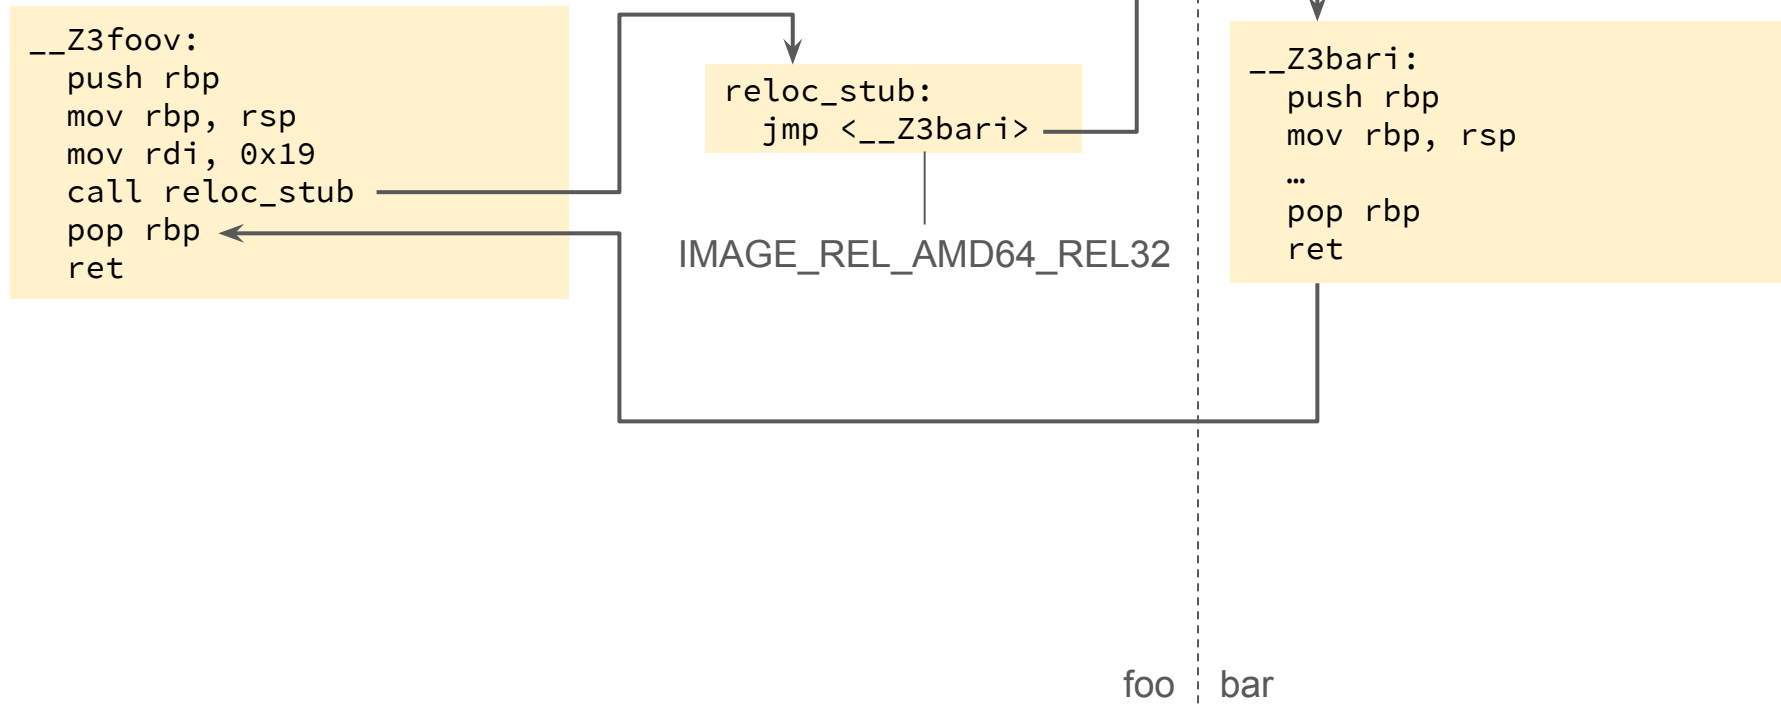 __Z3foov:
push rbp
mov rbp, rsp
mov rdi, 0x19
call reloc_stub
pop rbp
ret
reloc_stub:
jmp <__Z3bari>
IMAGE_REL_AMD64_REL32
__Z3bari:
push rbp
mov rbp, rsp
…
pop rbp
ret
foo
bar